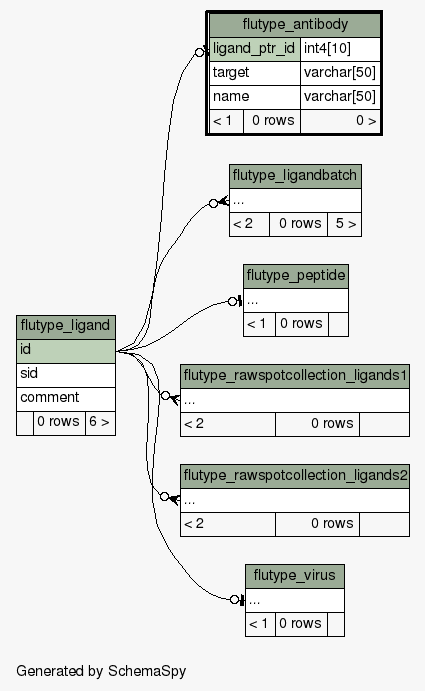 flutype_antibody
ligand_ptr_id int4[10]
target varchar[50]
name varchar[50]
< 1 0 rows 0 >
flutype_ligandbatch
...
< 2 0 rows 5 >
flutype_peptide
...
< 1 0 rows
flutype_ligand
id
sid
comment
0 rows 6 >
flutype_rawspotcollection_ligands1
...
< 2 0 rows
flutype_rawspotcollection_ligands2
...
< 2 0 rows
flutype_virus
...
< 1 0 rows
Generated by SchemaSpy